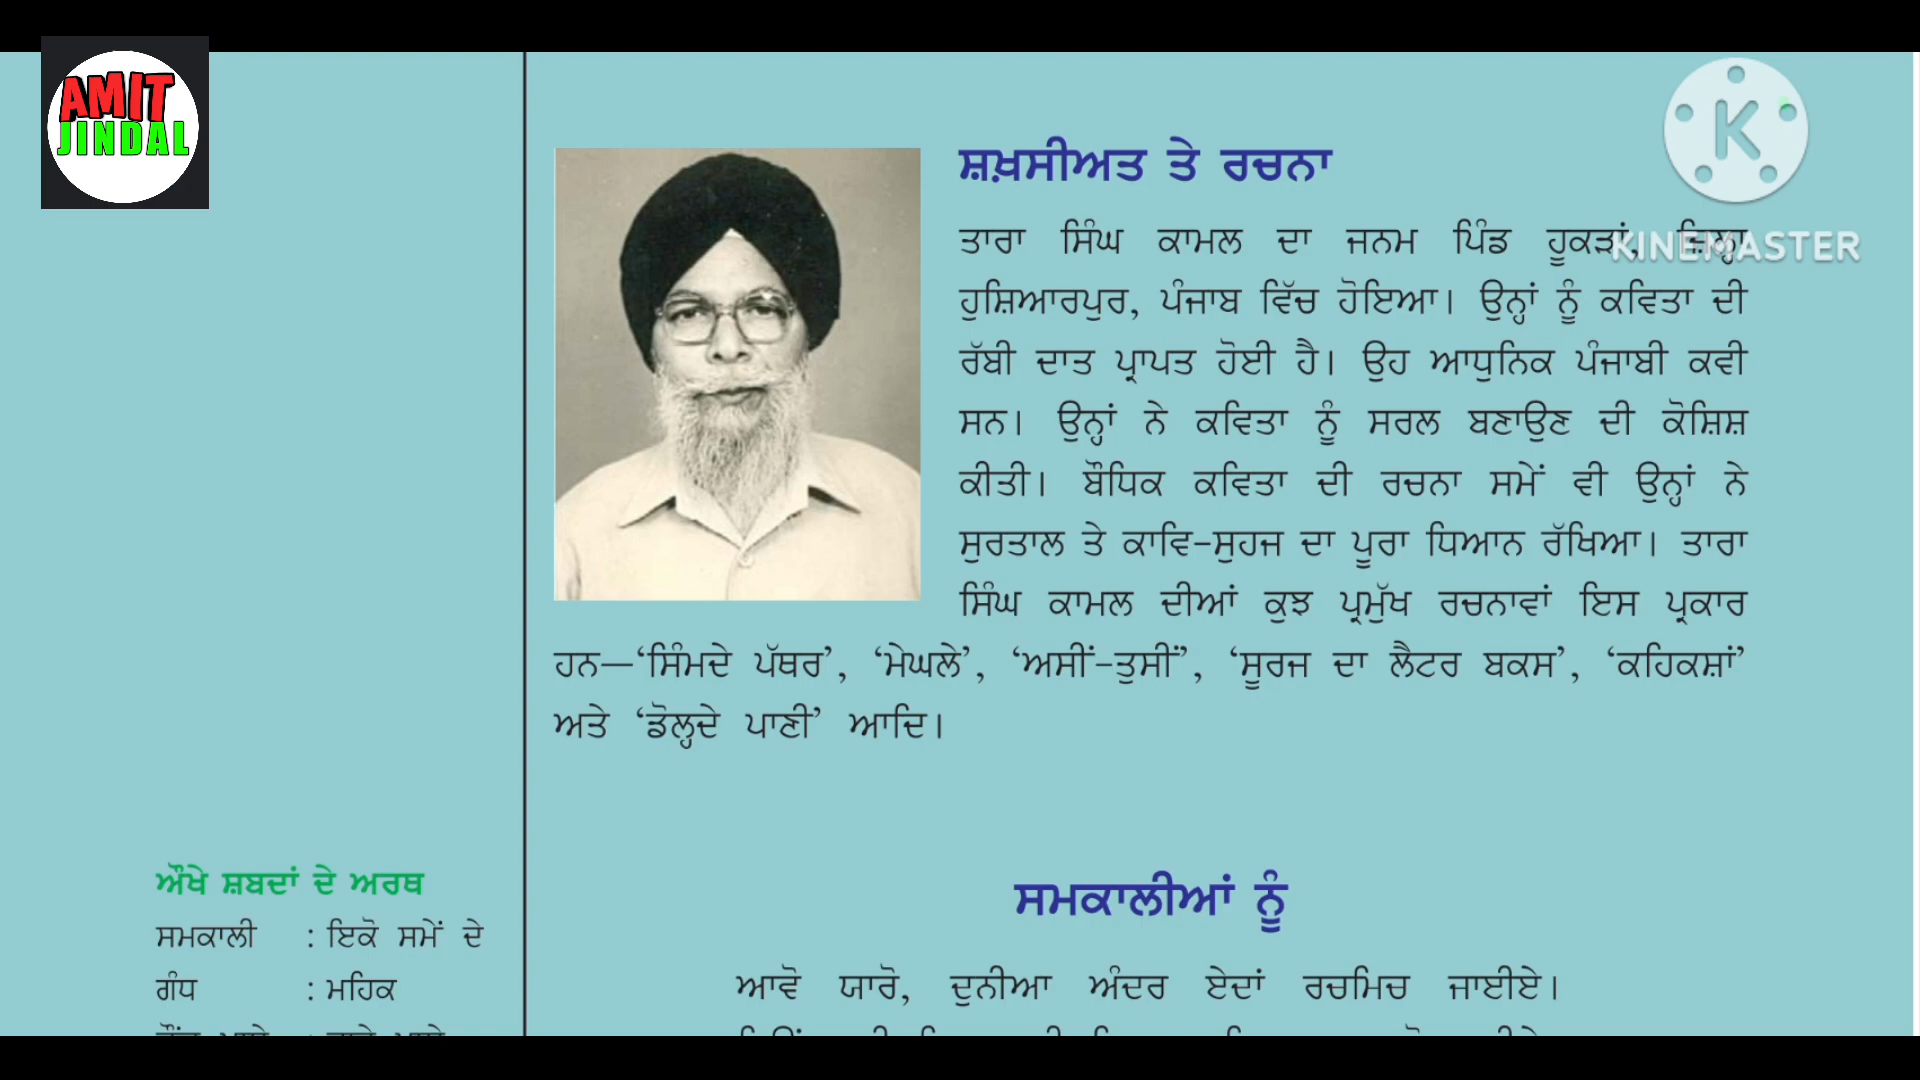 AMIT
JINDAL
K
KINEMASTER
ਸ਼ਖ਼ਸੀਅਤ ਤੇ ਰਚਨਾ
ਤਾਰਾ ਸਿੰਘ ਕਾਮਲ ਦਾ ਜਨਮ ਪਿੰਡ ਹੂਕੜਾਂ, ਜ਼ਿਲ੍ਹਾ
ਹੁਸ਼ਿਆਰਪੁਰ, ਪੰਜਾਬ ਵਿੱਚ ਹੋਇਆ। ਉਨ੍ਹਾਂ ਨੂੰ ਕਵਿਤਾ ਦੀ
ਰੱਬੀ ਦਾਤ ਪ੍ਰਾਪਤ ਹੋਈ ਹੈ। ਉਹ ਆਧੁਨਿਕ ਪੰਜਾਬੀ ਕਵੀ
ਸਨ। ਉਨ੍ਹਾਂ ਨੇ ਕਵਿਤਾ ਨੂੰ ਸਰਲ ਬਣਾਉਣ ਦੀ ਕੋਸ਼ਿਸ਼
ਕੀਤੀ। ਬੌਧਿਕ ਕਵਿਤਾ ਦੀ ਰਚਨਾ ਸਮੇਂ ਵੀ ਉਨ੍ਹਾਂ ਨੇ
ਸੁਰਤਾਲ ਤੇ ਕਾਵਿ-ਸੁਹਜ ਦਾ ਪੂਰਾ ਧਿਆਨ ਰੱਖਿਆ। ਤਾਰਾ
ਸਿੰਘ ਕਾਮਲ ਦੀਆਂ ਕੁਝ ਪ੍ਰਮੁੱਖ ਰਚਨਾਵਾਂ ਇਸ ਪ੍ਰਕਾਰ
ਹਨ—‘ਸਿੰਮਦੇ ਪੱਥਰ’, ‘ਮੇਘਲੇ’, ‘ਅਸੀਂ-ਤੁਸੀਂ’, ‘ਸੂਰਜ ਦਾ ਲੈਟਰ ਬਕਸ’, ‘ਕਹਿਕਸ਼ਾਂ’
ਅਤੇ ‘ਡੋਲ੍ਹਦੇ ਪਾਣੀ’ ਆਦਿ।
ਔਖੇ ਸ਼ਬਦਾਂ ਦੇ ਅਰਥ
ਸਮਕਾਲੀ : ਇਕੋ ਸਮੇਂ ਦੇ
ਗੰਧ : ਮਹਿਕ
ਸਮਕਾਲੀਆਂ ਨੂੰ
ਆਵੋ ਯਾਰੋ, ਦੁਨੀਆ ਅੰਦਰ ਏਦਾਂ ਰਚਮਿਚ ਜਾਈਏ।